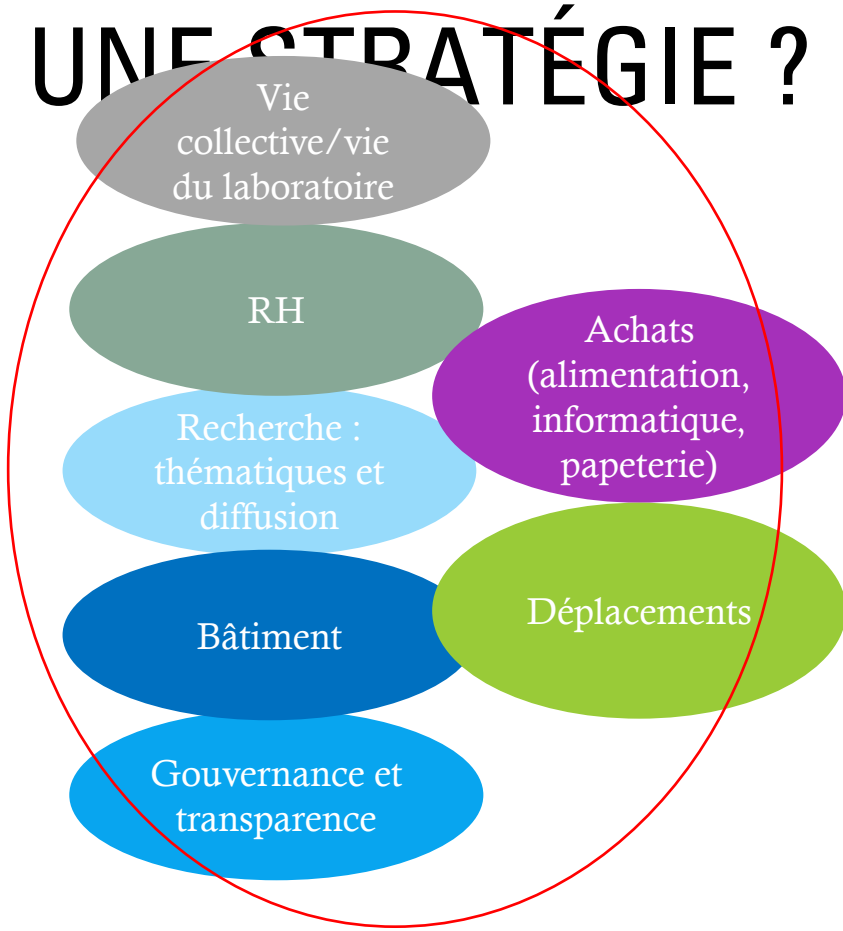 UNE STRATÉGIE ?
Vie
collective/vie
du laboratoire
RH
Recherche :
thématiques et
diffusion
Bâtiment
Gouvernance et
transparence
Achats
(alimentation,
informatique,
papeterie)
Déplacements